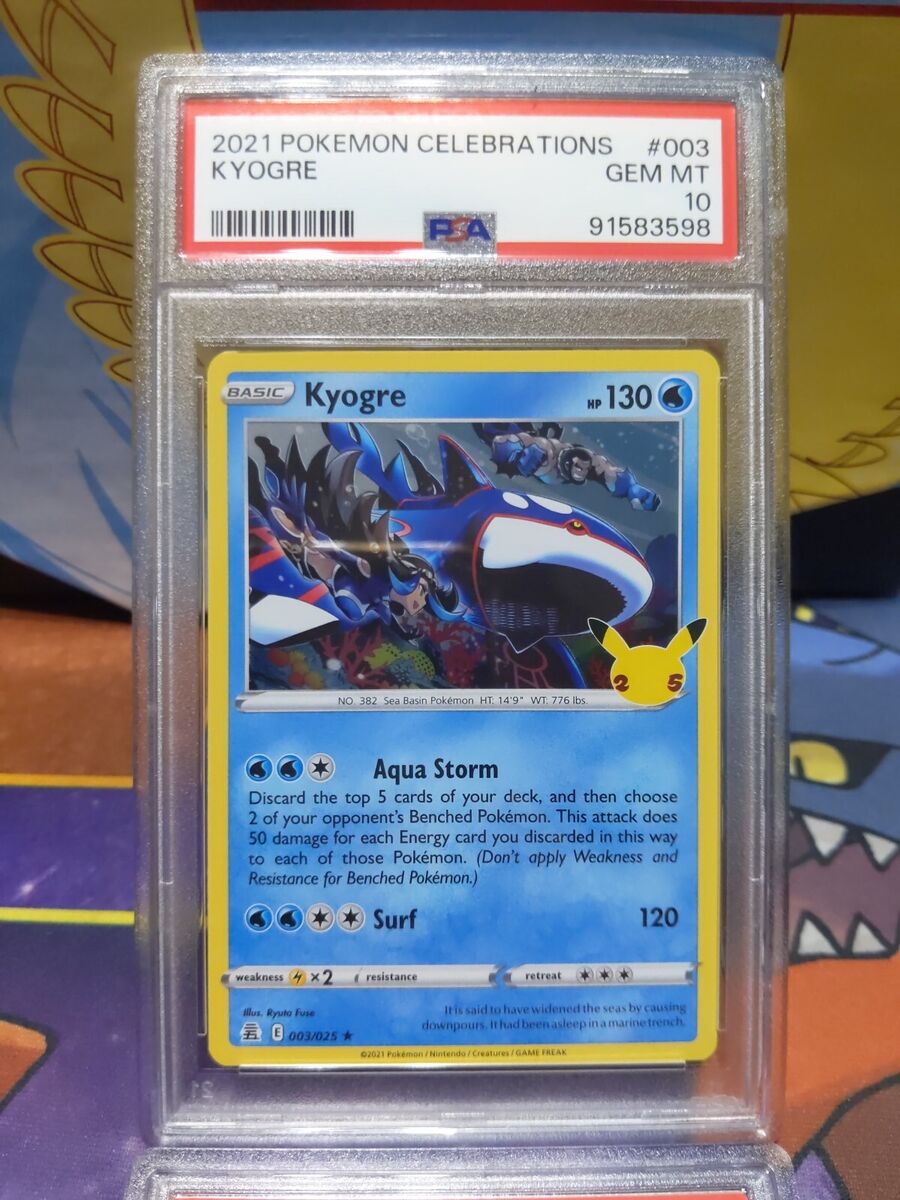 2021 POKEMON CELEBRATIONS #003
KYOGRE GEM MT
10
PSA 91583598
BASIC Kyogre HP 130
25
NO. 382 Sea Basin Pokémon HT: 14'9" WT: 776 lbs.
Aqua Storm
Discard the top 5 cards of your deck, and then choose
2 of your opponent's Benched Pokémon. This attack does
50 damage for each Energy card you discarded in this way
to each of those Pokémon. (Don't apply Weakness and
Resistance for Benched Pokémon.)
Surf 120
weakness ×2 resistance retreat
Illus. Ryuta Fuse
It is said to have widened the seas by causing
downpours. It had been asleep in a marine trench.
E 003/025 ★
©2021 Pokémon / Nintendo / Creatures / GAME FREAK